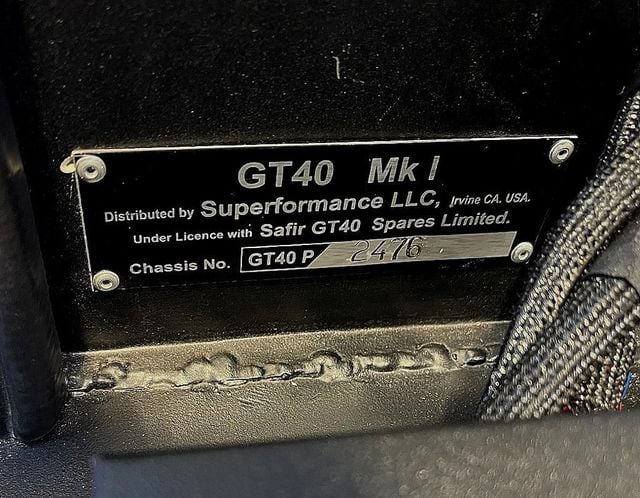 GT40 Mk I
Distributed by Superformance LLC, Irvine CA. USA.
Under Licence with Safir GT40 Spares Limited.
Chassis No. GT40 P 2476